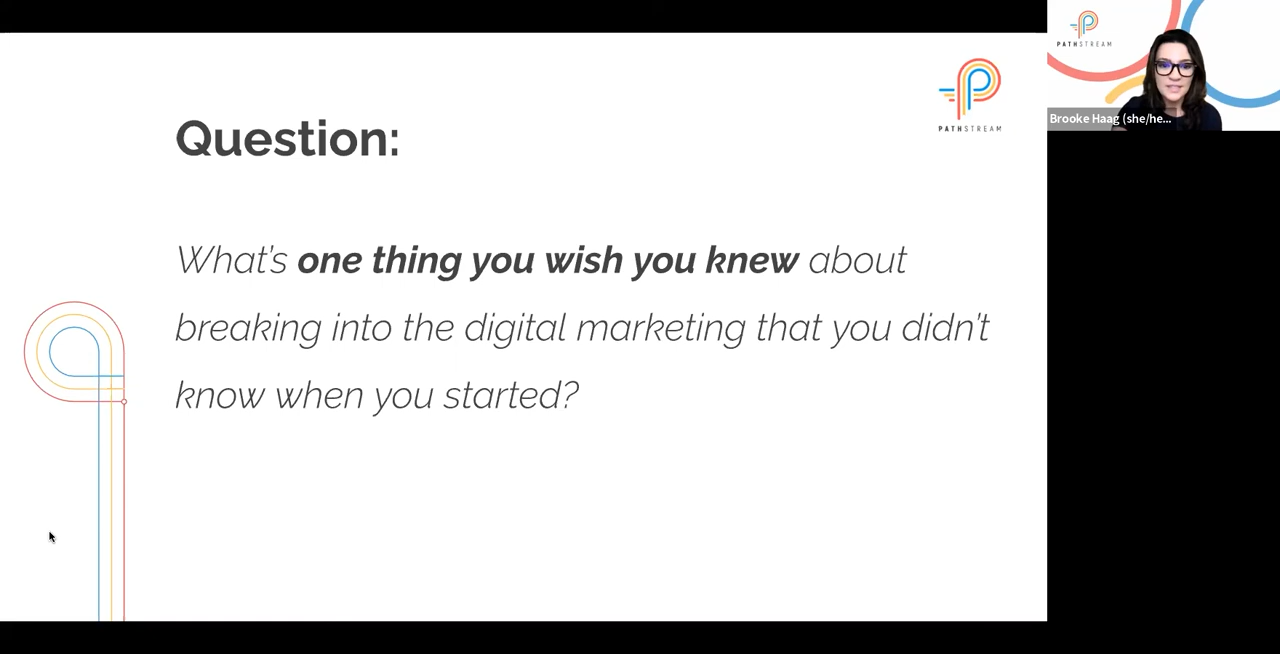 Question:
What's one thing you wish you knew about
breaking into the digital marketing that you didn't
know when you started?
PATHSTREAM
PATHSTREAM
Brooke Haag (she/he...